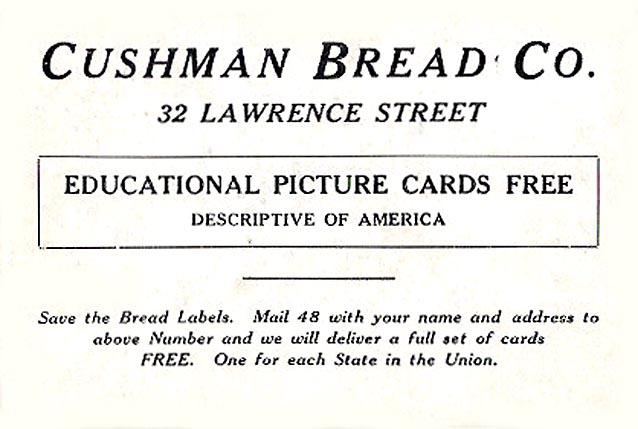 CUSHMAN BREAD CO.
32 LAWRENCE STREET
EDUCATIONAL PICTURE CARDS FREE
DESCRIPTIVE OF AMERICA
Save the Bread Labels. Mail 48 with your name and address to
above Number and we will deliver a full set of cards
FREE. One for each State in the Union.